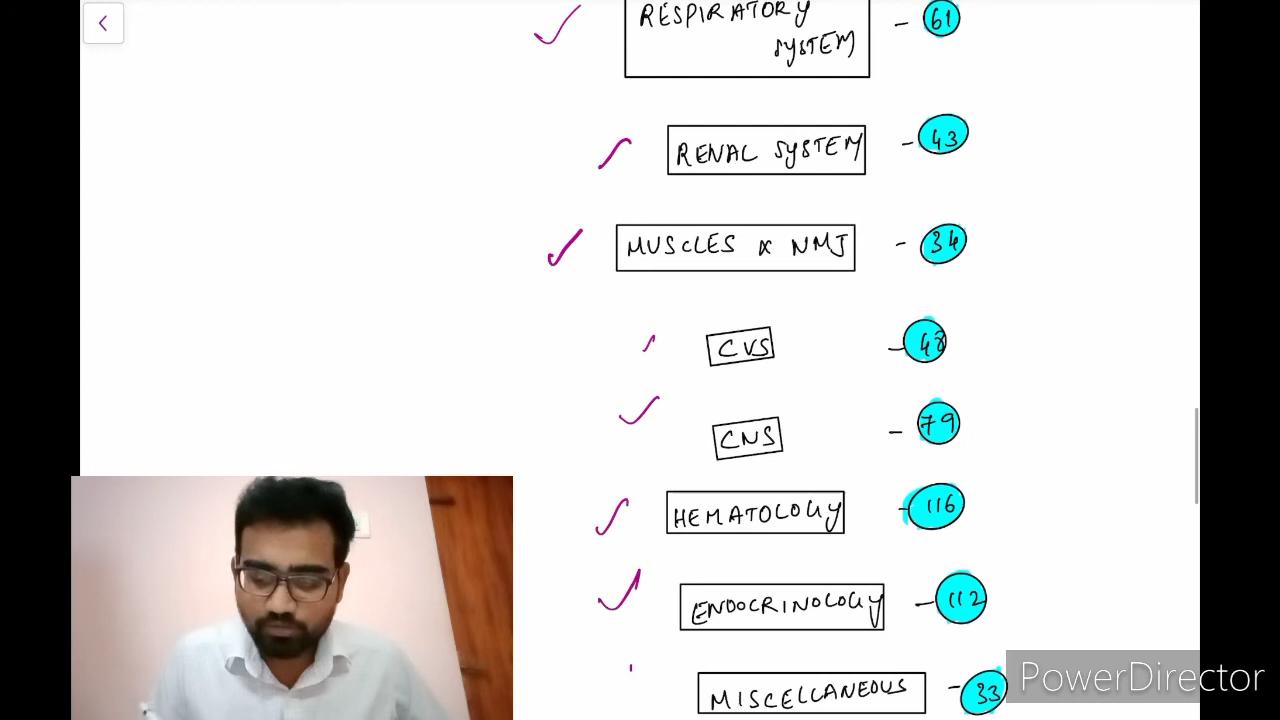 RESPIRATORY - 61
SYSTEM
RENAL SYSTEM - 43
MUSCLES & NMJ - 34
CVS - 48
CNS - 79
HEMATOLOGY - 116
ENDOCRINOLOGY - 112
MISCELLANEOUS - 33
PowerDirector